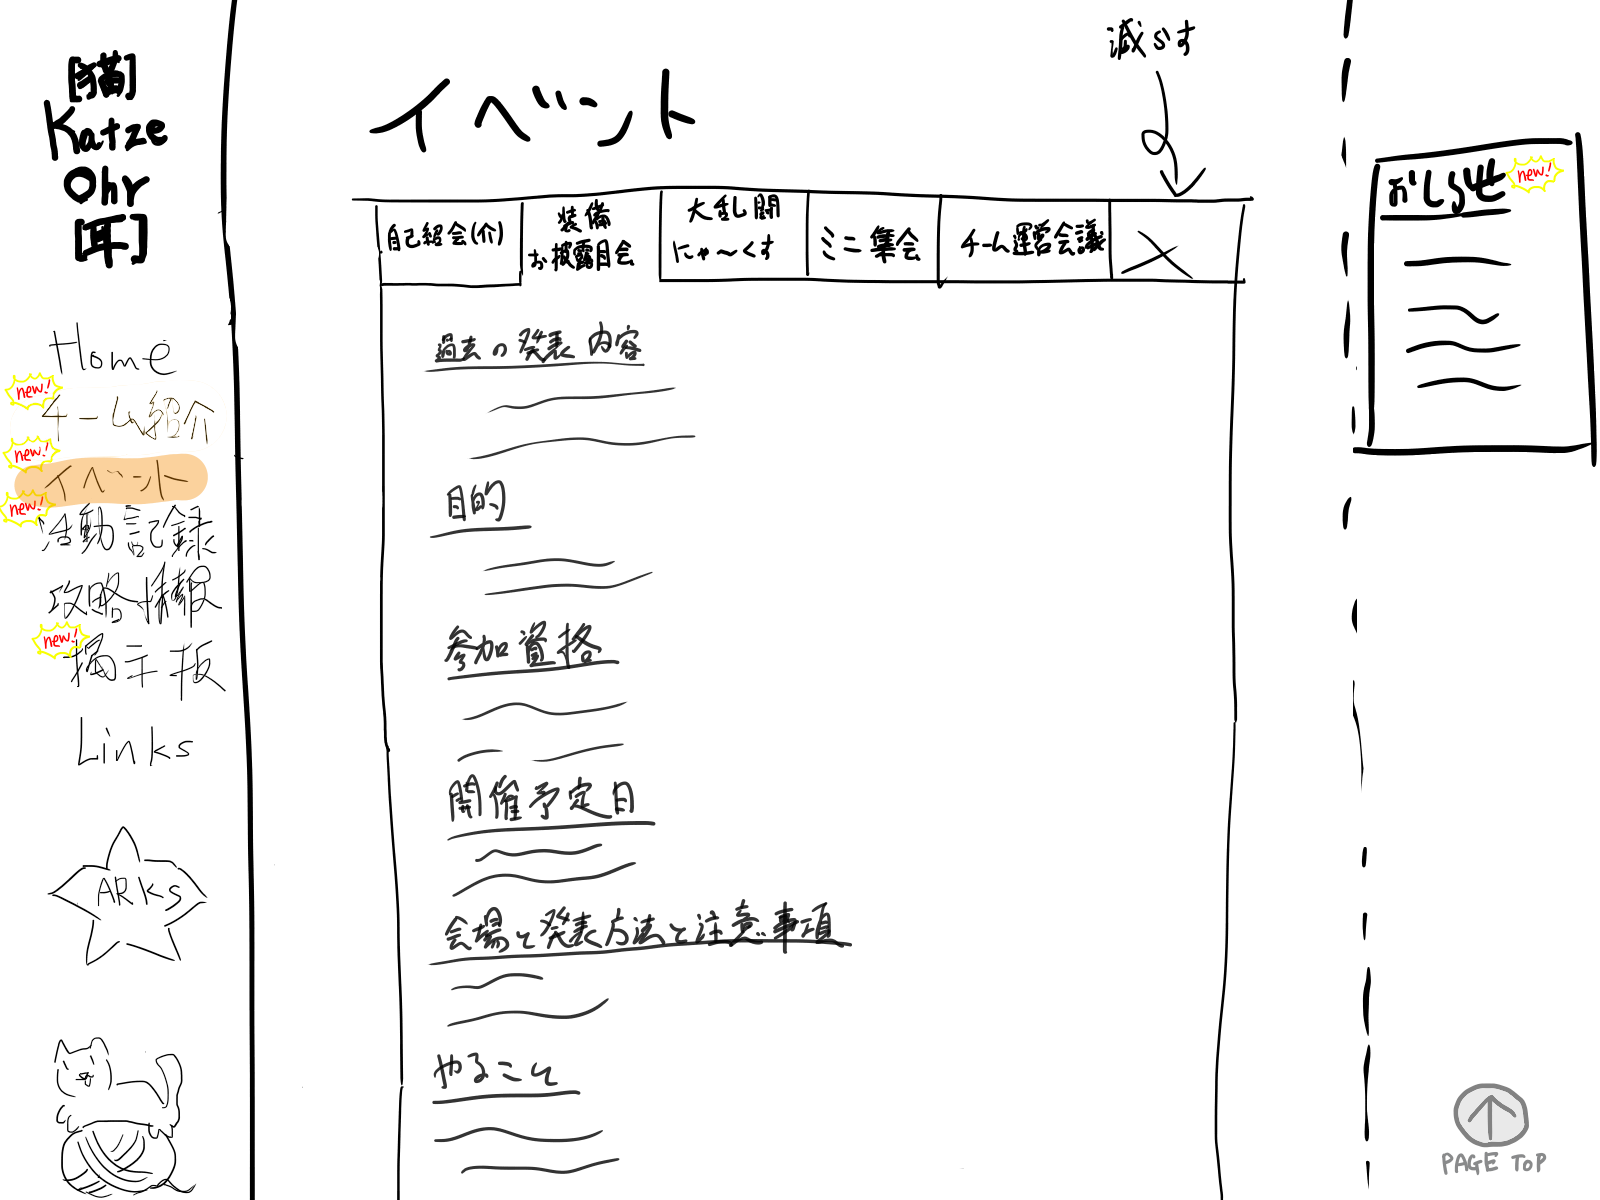 [猫]
Katze
Ohr
[耳]
Home
new!
チーム紹介
new!
イベント
new!
活動記録
攻略情報
new!
掲示板
Links
ARKS
イベント
減らす
自己紹会(介)
装備
お披露目会
大乱闘
にゃ〜くす
ミニ集会
チーム運営会議
過去の発表内容
目的
参加資格
開催予定日
会場と発表方法と注意事項
やること
おしらせ
new!
PAGE TOP